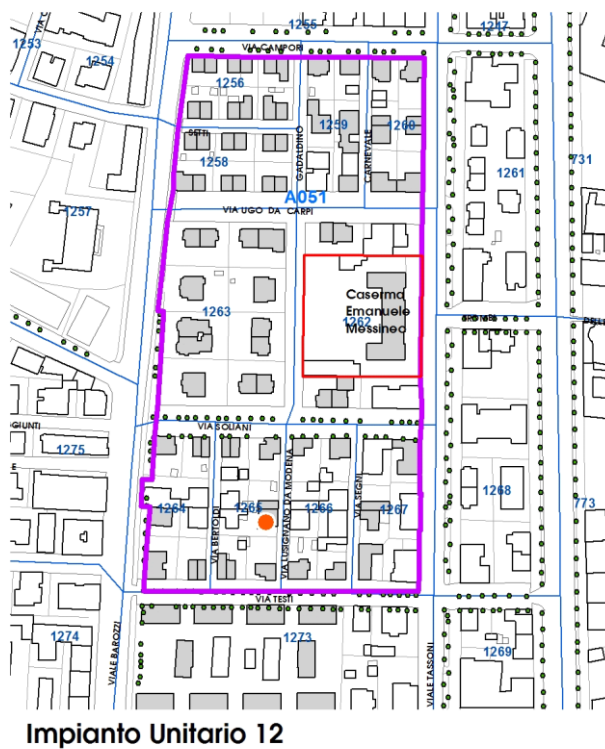 1255
1247
1253
VIA CAMPORI
1254
1256
1259
1260
SETTI
1258
GADALDINO
CARNEVALE
1261
731
A051
1257
VIA UGO DA CARPI
Caserma
Emanuele
1262
Messineo
1263
VIA SOLIANI
GIUNTI
1275
1264
VIA BERTOLDI
1265
VIA LUSIGNANO DA MODENA
1266
VIA SEGNI
1267
1268
773
VIA TESTI
1274
VIALE BAROZZI
1273
VIALE TASSONI
1269
Impianto Unitario 12